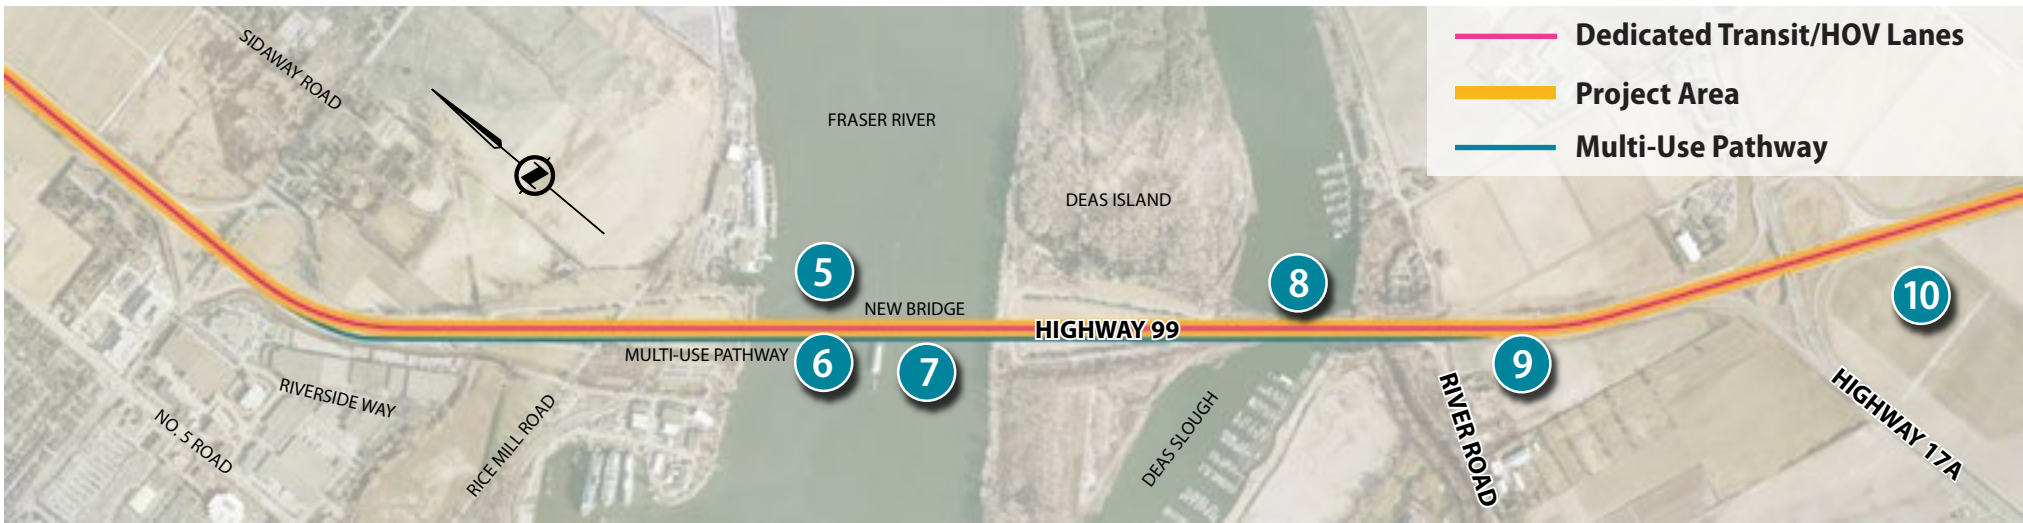 Dedicated Transit/HOV Lanes
Project Area
Multi-Use Pathway
SIDAWAY ROAD
FRASER RIVER
DEAS ISLAND
5
8
10
NEW BRIDGE
HIGHWAY 99
MULTI-USE PATHWAY
6
7
9
RIVERSIDE WAY
NO. 5 ROAD
RICE MILL ROAD
DEAS SLOUGH
RIVER ROAD
HIGHWAY 17A